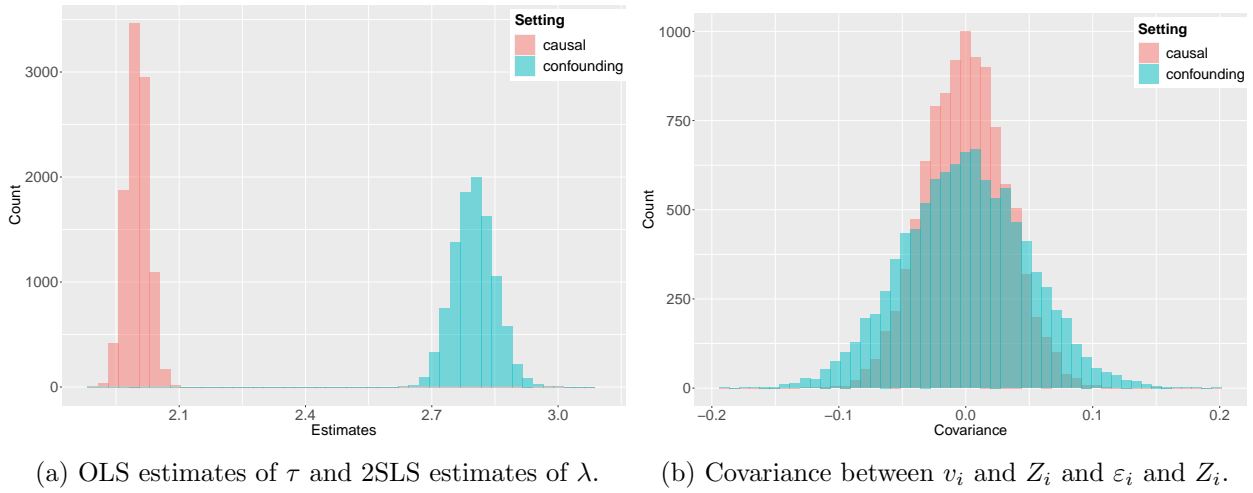 Setting
causal
confounding
3000
2000
1000
0
Count
2.1
2.4
2.7
3.0
Estimates
(a) OLS estimates of τ and 2SLS estimates of λ.
Setting
causal
confounding
1000
750
500
250
0
Count
−0.2
−0.1
0.0
0.1
0.2
Covariance
(b) Covariance between vᵢ and Zᵢ and εᵢ and Zᵢ.